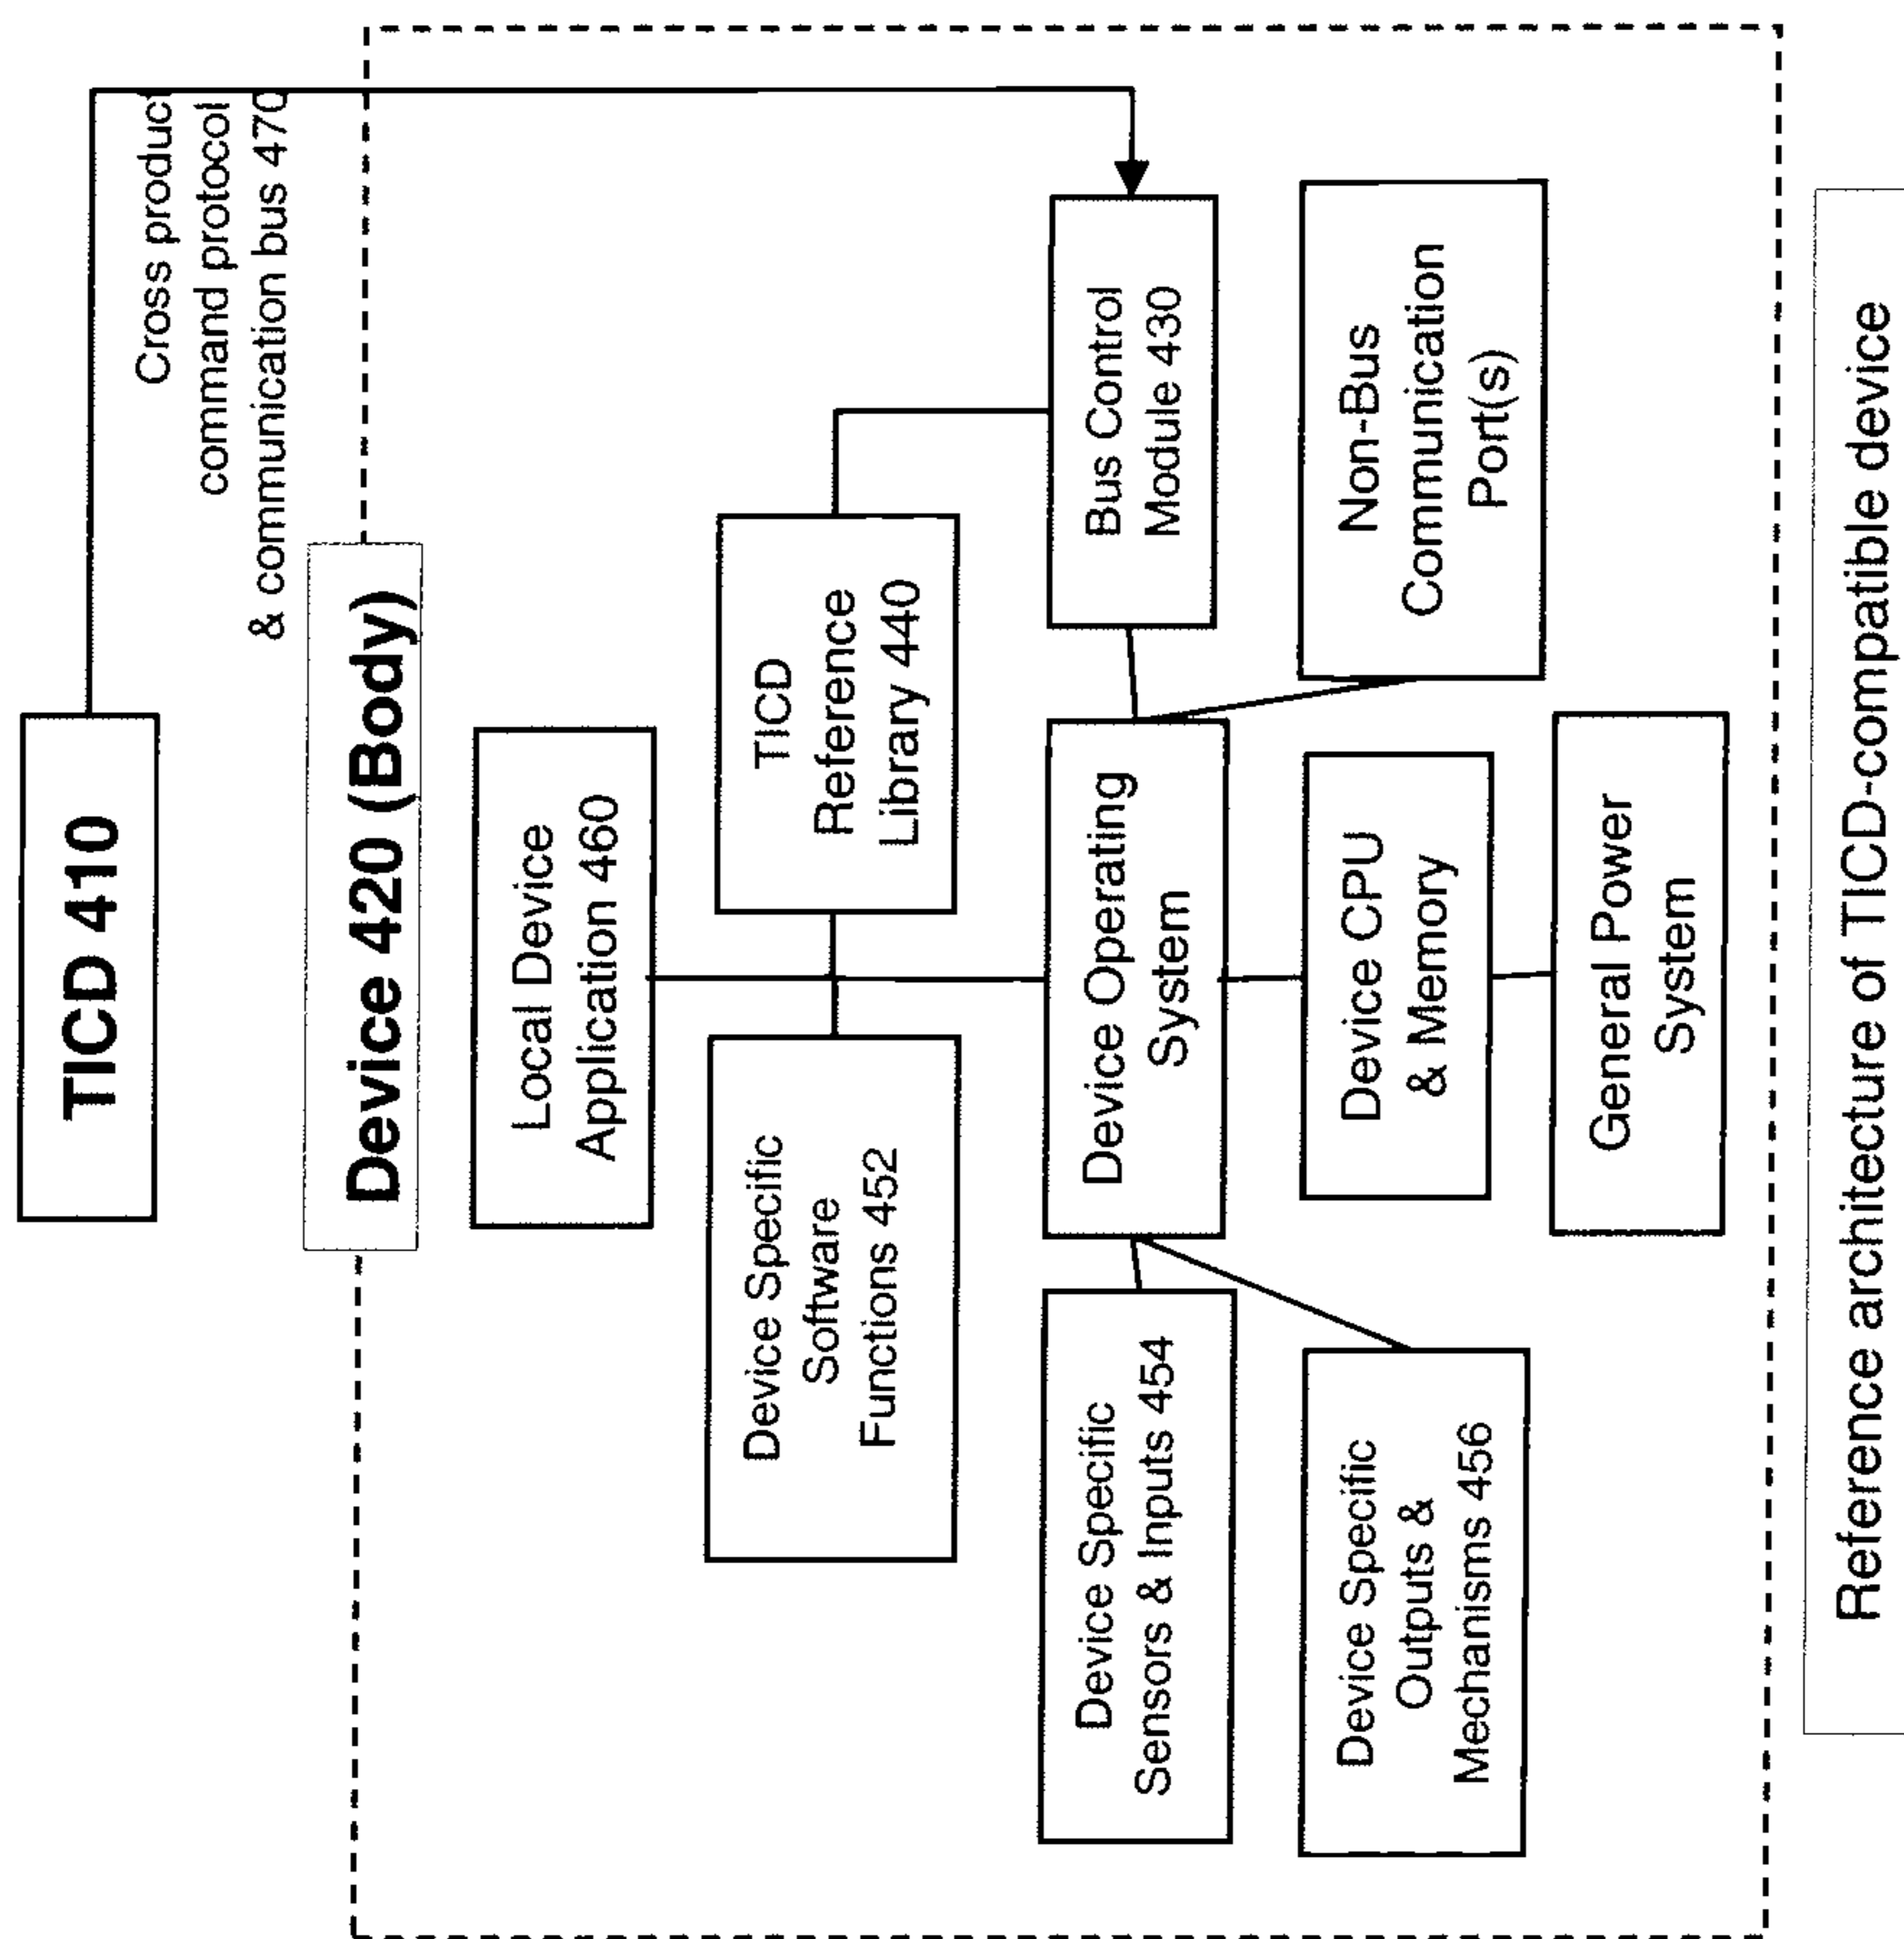 TICD 410
Cross product
command protocol
& communication bus 470
Device 420 (Body)
Local Device
Application 460
Device Specific
Software
Functions 452
TICD
Reference
Library 440
Device Specific
Sensors & Inputs 454
Device Operating
System
Bus Control
Module 430
Device Specific
Outputs &
Mechanisms 456
Device CPU
& Memory
Non-Bus
Communication
Port(s)
General Power
System
Reference architecture of TICD-compatible device